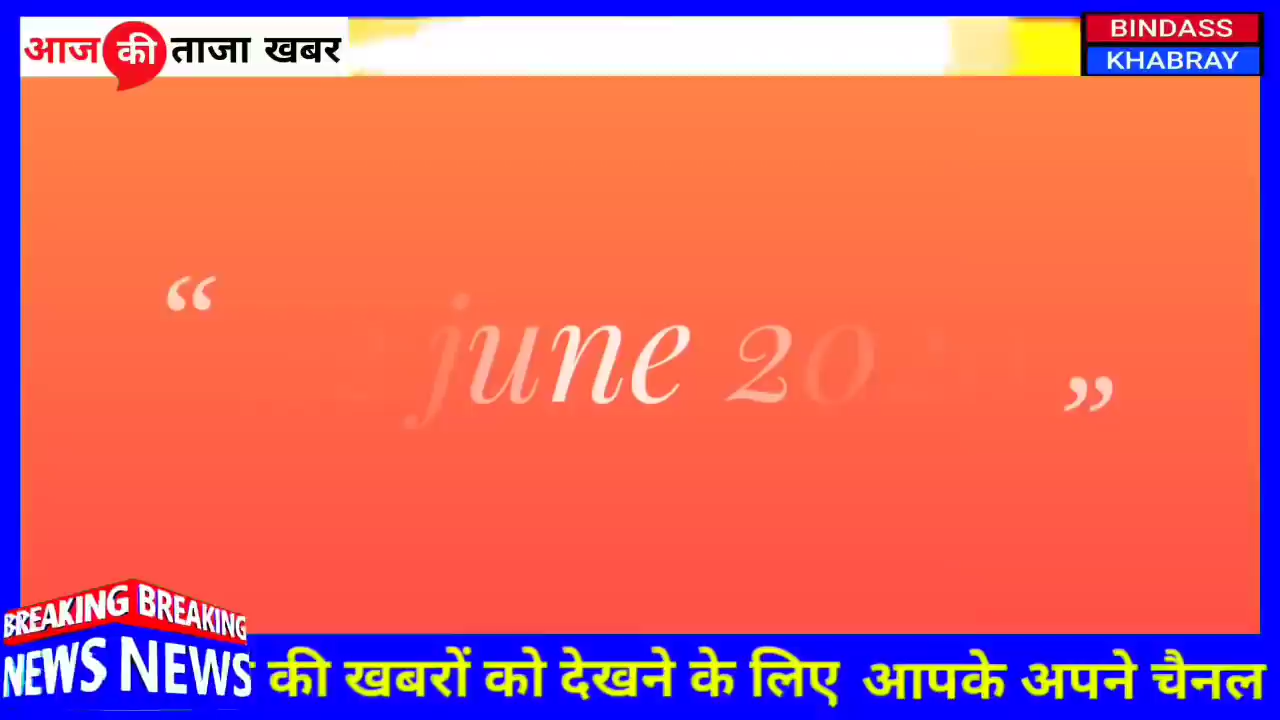 आज की ताजा खबर
BINDASS
KHABRAY
“ june 20 ”
BREAKING BREAKING
NEWS NEWS
की खबरों को देखने के लिए आपके अपने चैनल